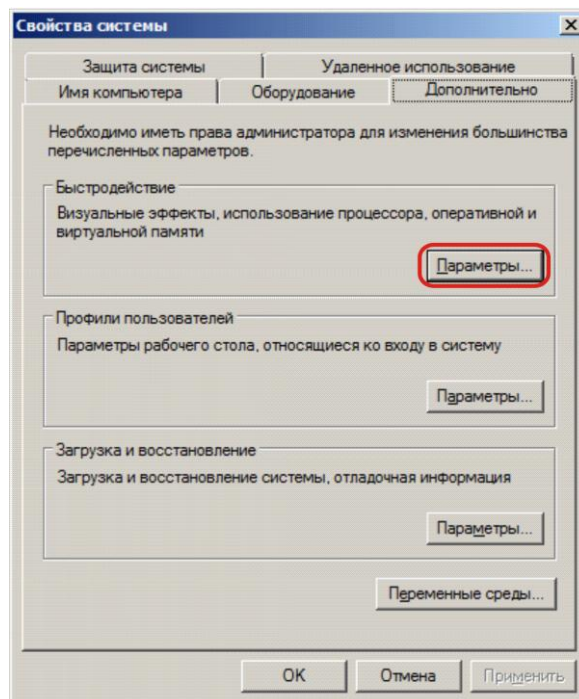 Свойства системы
Защита системы
Удаленное использование
Имя компьютера
Оборудование
Дополнительно
Необходимо иметь права администратора для изменения большинства
перечисленных параметров.
Быстродействие
Визуальные эффекты, использование процессора, оперативной и
виртуальной памяти
Параметры...
Профили пользователей
Параметры рабочего стола, относящиеся ко входу в систему
Параметры...
Загрузка и восстановление
Загрузка и восстановление системы, отладочная информация
Параметры...
Переменные среды...
OK
Отмена
Применить